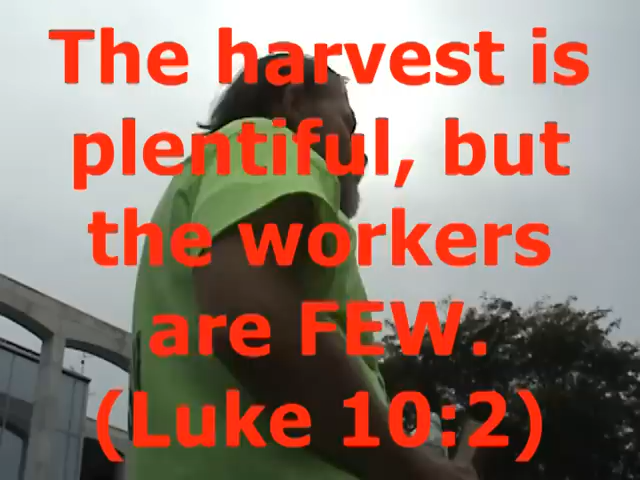 The harvest is
plentiful, but
the workers
are FEW.
(Luke 10:2)